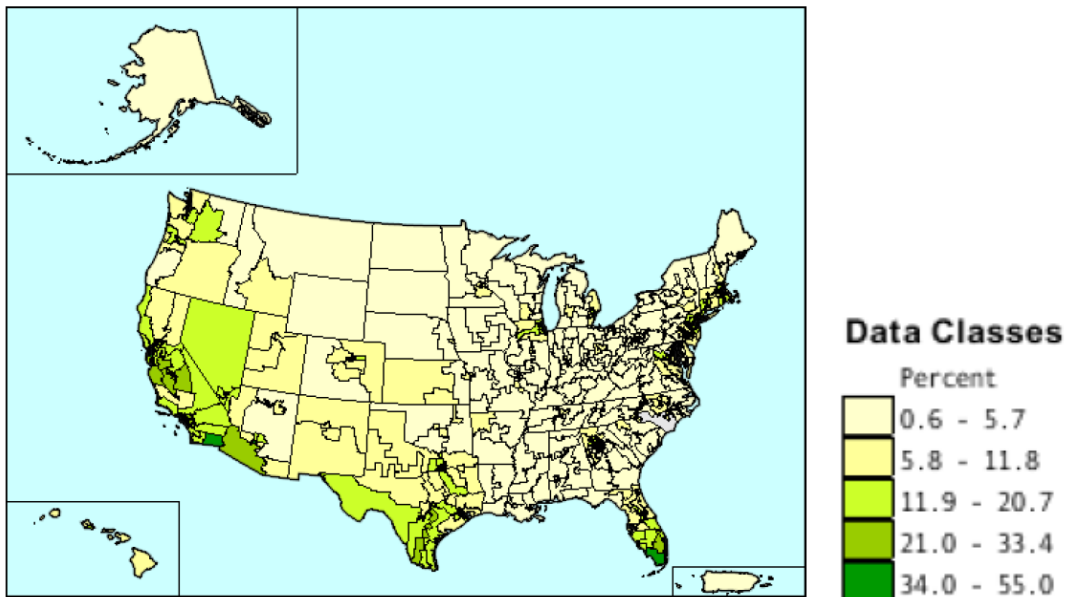 Data Classes
Percent
0.6 - 5.7
5.8 - 11.8
11.9 - 20.7
21.0 - 33.4
34.0 - 55.0